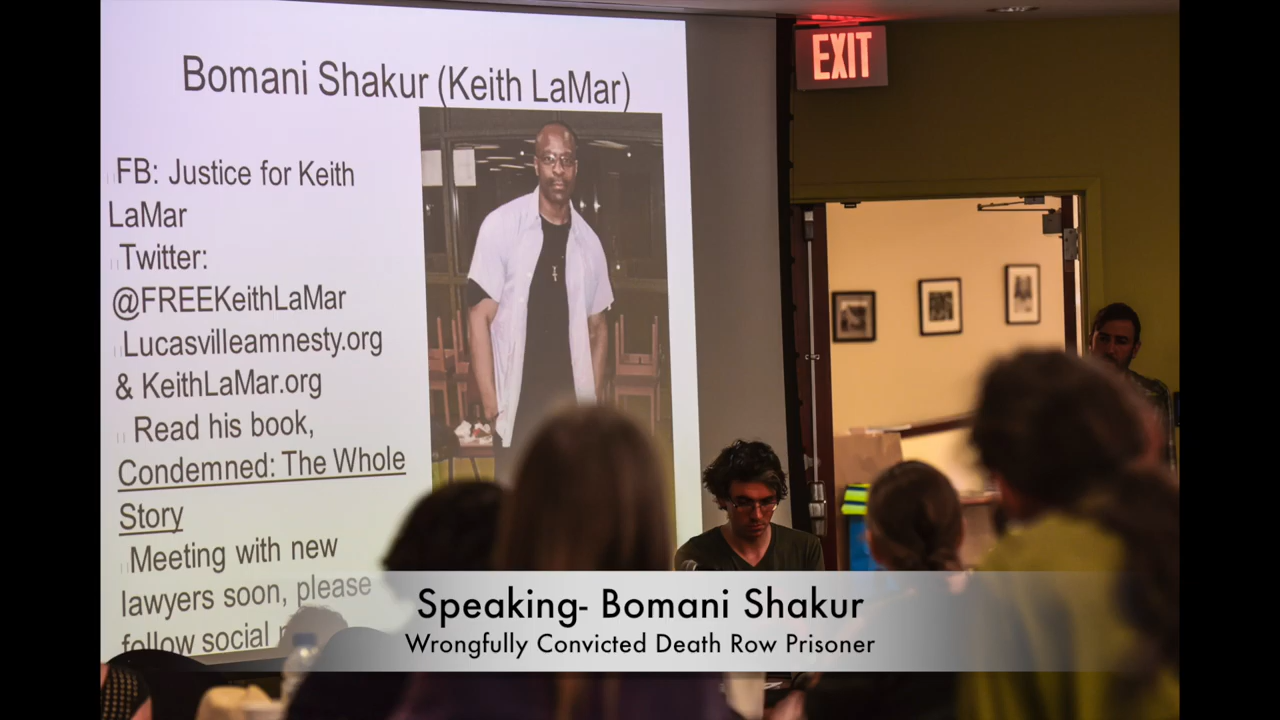 Bomani Shakur (Keith LaMar)
FB: Justice for Keith
LaMar
Twitter:
@FREEKeithLaMar
Lucasvilleamnesty.org
& KeithLaMar.org
Read his book,
Condemned: The Whole
Story
Meeting with new
lawyers soon, please
follow social
EXIT
Speaking- Bomani Shakur
Wrongfully Convicted Death Row Prisoner